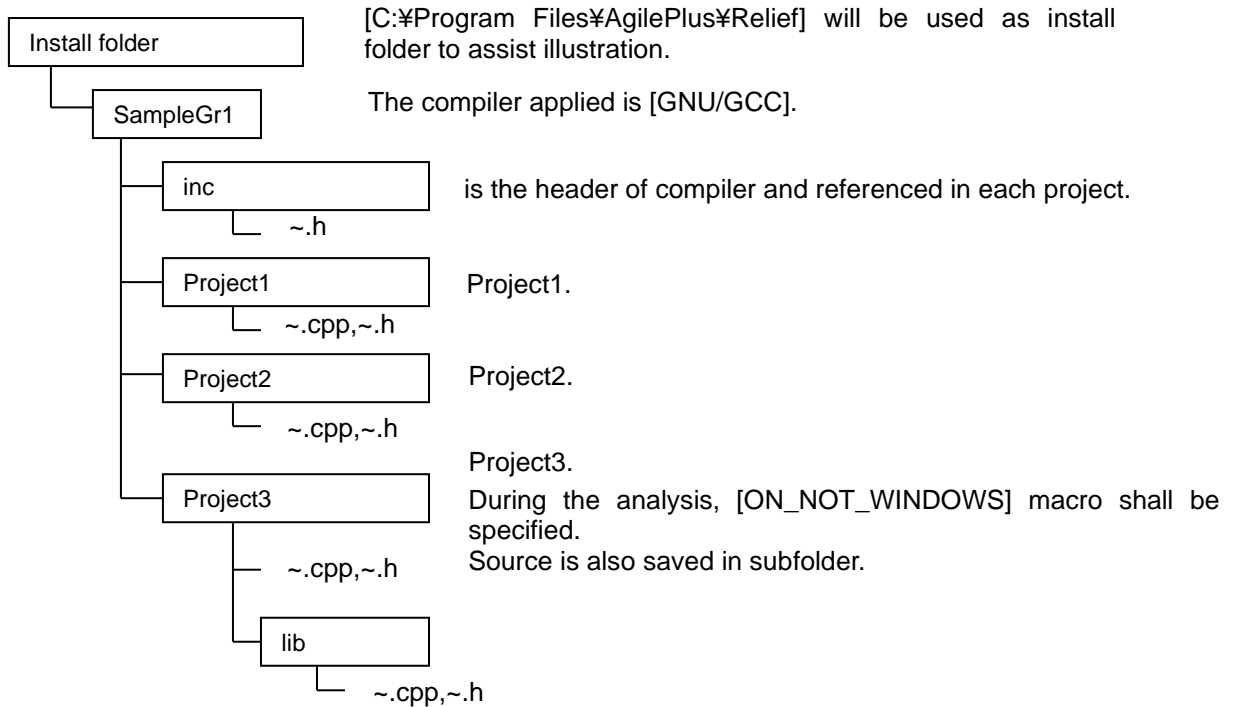 [C:¥Program Files¥AgilePlus¥Relief] will be used as install
folder to assist illustration.
Install folder
The compiler applied is [GNU/GCC].
SampleGr1
inc
is the header of compiler and referenced in each project.
~.h
Project1
Project1.
~.cpp,~.h
Project2
Project2.
~.cpp,~.h
Project3.
Project3
During the analysis, [ON_NOT_WINDOWS] macro shall be
specified.
Source is also saved in subfolder.
~.cpp,~.h
lib
~.cpp,~.h